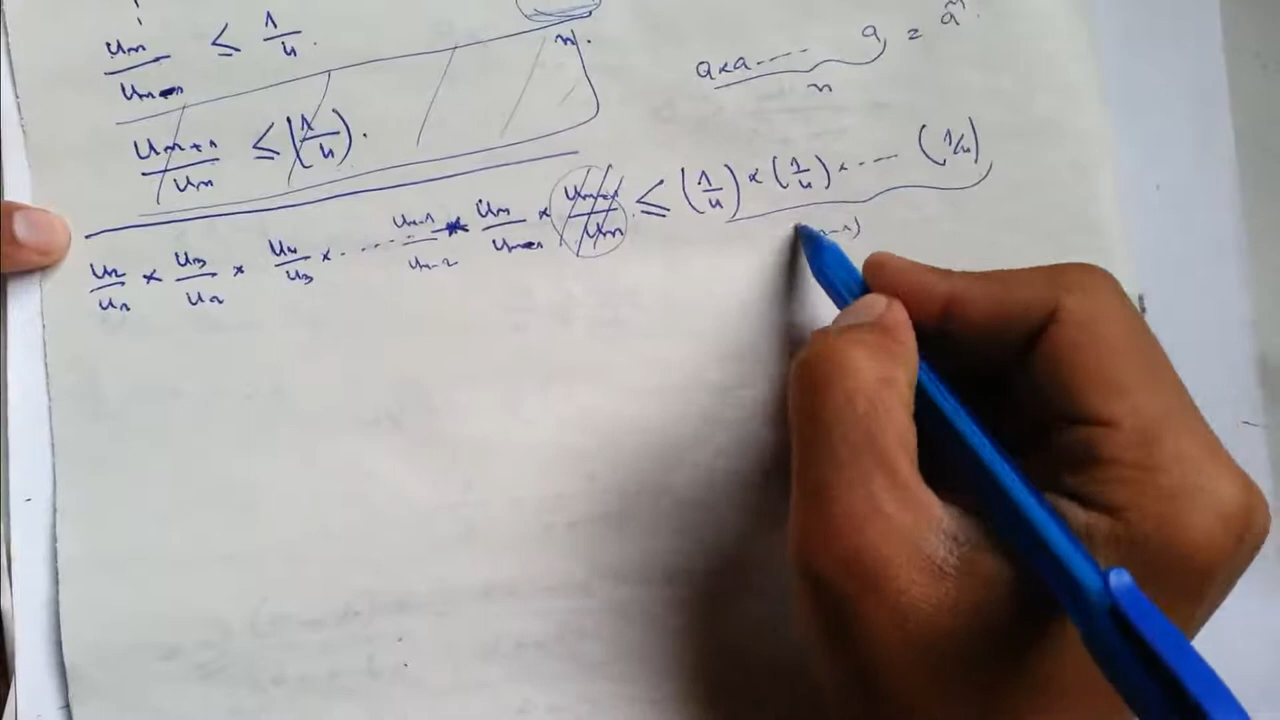 uₙ/uₙ₋₁ ≤ 1/4.
n.
a×a---- a = aⁿ
n
uₙ₊₁/uₙ ≤ (1/4).
u₂/u₁ × u₃/u₂ × u₄/u₃ × ---- uₙ₋₁/uₙ₋₂ × uₙ/uₙ₋₁ × uₙ₊₁/uₙ ≤ (1/4) × (1/4) × ---- (1/4)
n-1)